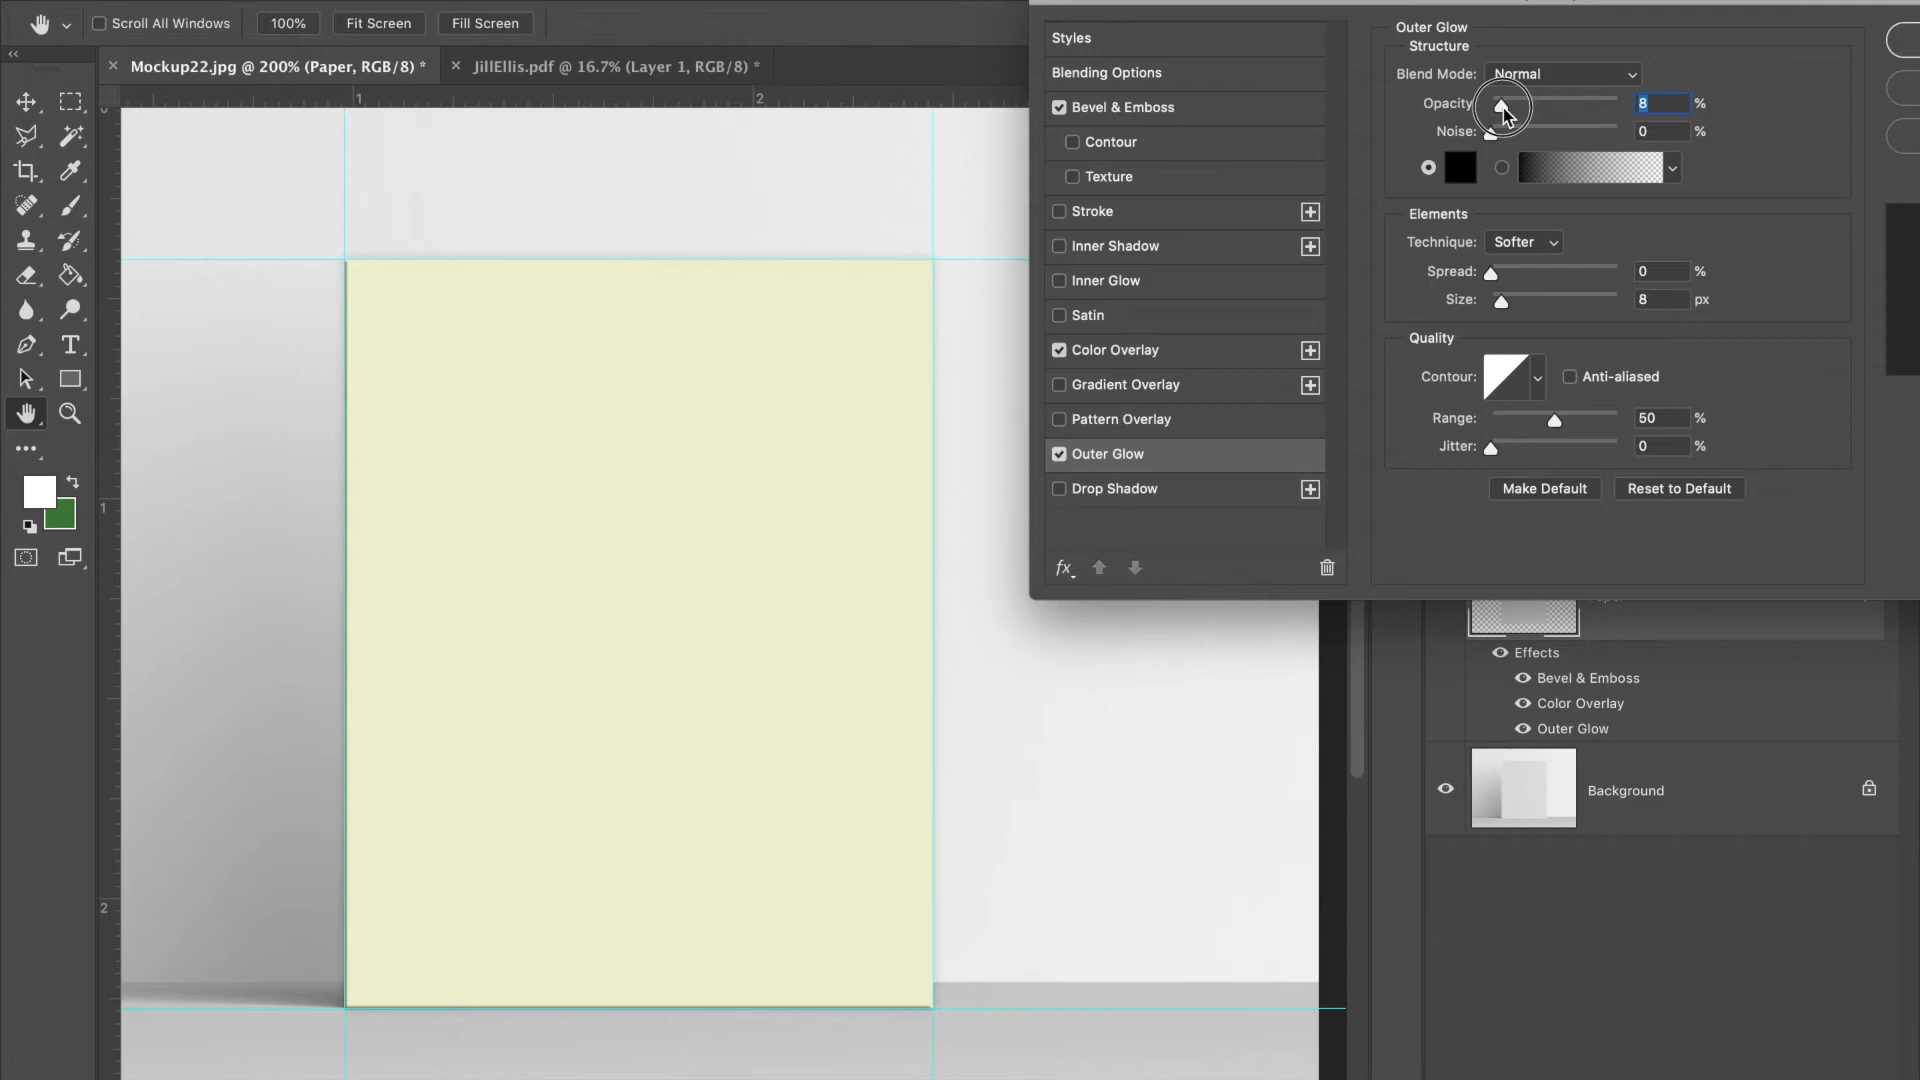 Scroll All Windows
100%
Fit Screen
Fill Screen
Mockup22.jpg @ 200% (Paper, RGB/8) *
JillEllis.pdf @ 16.7% (Layer 1, RGB/8) *
1
2
1
2
Styles
Blending Options
Bevel & Emboss
Contour
Texture
Stroke
Inner Shadow
Inner Glow
Satin
Color Overlay
Gradient Overlay
Pattern Overlay
Outer Glow
Drop Shadow
fx
Outer Glow
Structure
Blend Mode: Normal
Opacity 8 %
Noise: 0 %
Elements
Technique: Softer
Spread: 0 %
Size: 8 px
Quality
Contour: Anti-aliased
Range: 50 %
Jitter: 0 %
Make Default
Reset to Default
Effects
Bevel & Emboss
Color Overlay
Outer Glow
Background